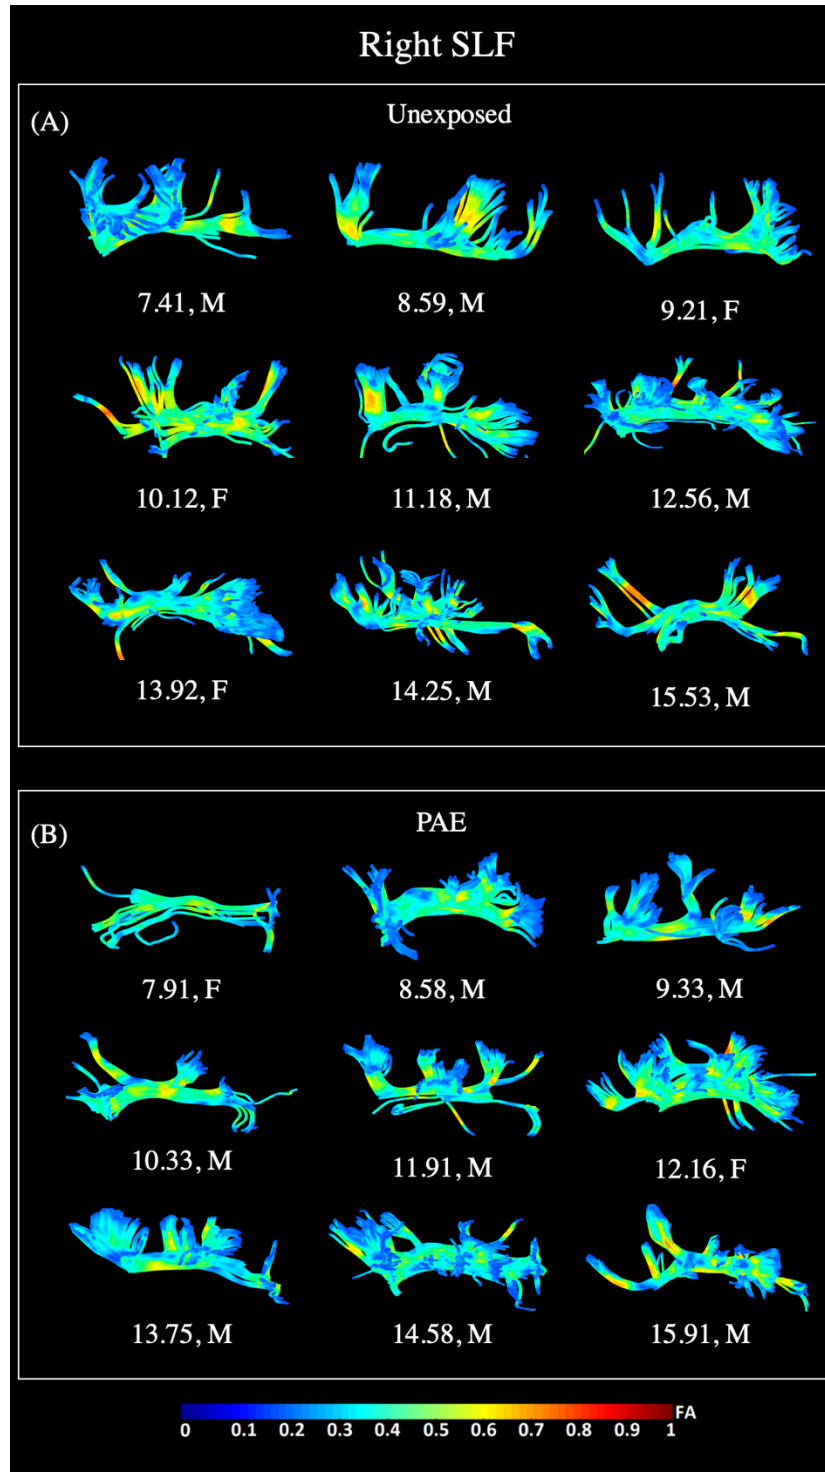 Right SLF
(A)
Unexposed
7.41, M
8.59, M
9.21, F
10.12, F
11.18, M
12.56, M
13.92, F
14.25, M
15.53, M
(B)
PAE
7.91, F
8.58, M
9.33, M
10.33, M
11.91, M
12.16, F
13.75, M
14.58, M
15.91, M
FA
0 0.1 0.2 0.3 0.4 0.5 0.6 0.7 0.8 0.9 1